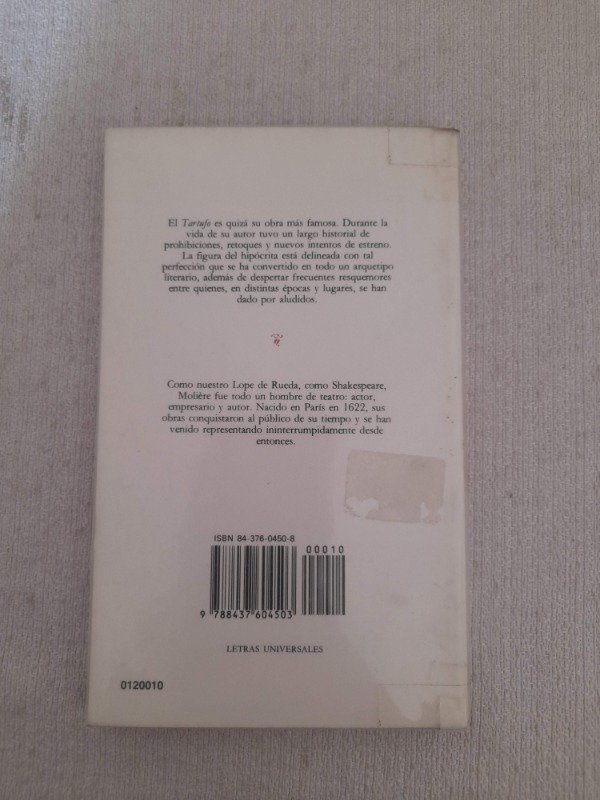 El Tartufo es quizá su obra más famosa. Durante la
vida de su autor tuvo un largo historial de
prohibiciones, retoques y nuevos intentos de estreno.
La figura del hipócrita está delineada con tal
perfección que se ha convertido en todo un arquetipo
literario, además de despertar frecuentes resquemores
entre quienes, en distintas épocas y lugares, se han
dado por aludidos.
Como nuestro Lope de Rueda, como Shakespeare,
Molière fue todo un hombre de teatro: actor,
empresario y autor. Nacido en París en 1622, sus
obras conquistaron al público de su tiempo y se han
venido representando ininterrumpidamente desde
entonces.
ISBN 84-376-0450-8
00010
9 788437 604503
LETRAS UNIVERSALES
0120010